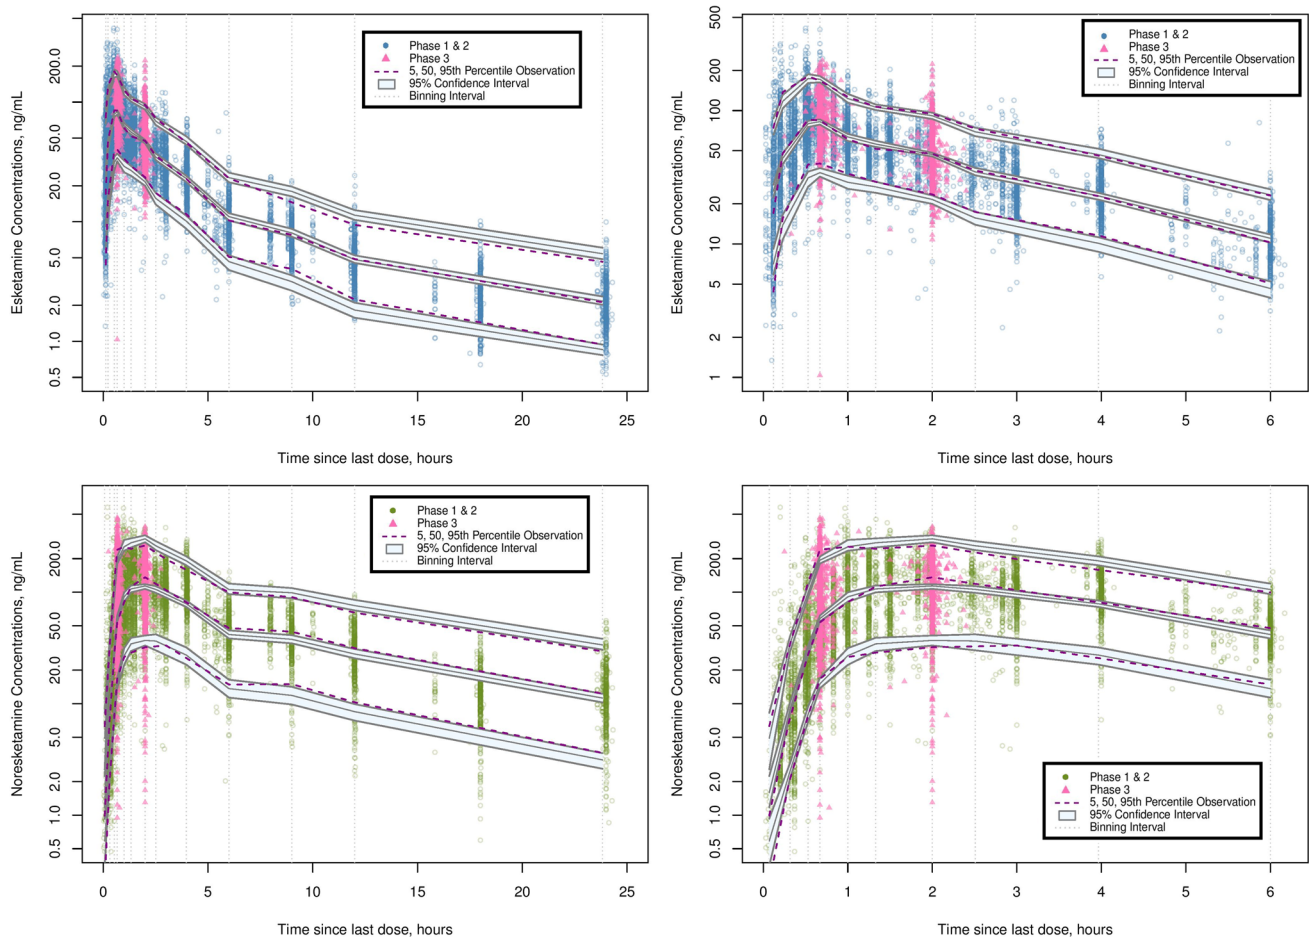 Esketamine Concentrations, ng/mL
200.0
50.0
20.0
5.0
2.0
1.0
0.5
Phase 1 & 2
Phase 3
5, 50, 95th Percentile Observation
95% Confidence Interval
Binning Interval
0 5 10 15 20 25
Time since last dose, hours
Esketamine Concentrations, ng/mL
500
200
100
50
20
10
5
2
1
Phase 1 & 2
Phase 3
5, 50, 95th Percentile Observation
95% Confidence Interval
Binning Interval
0 1 2 3 4 5 6
Time since last dose, hours
Noresketamine Concentrations, ng/mL
200.0
50.0
20.0
5.0
2.0
1.0
0.5
Phase 1 & 2
Phase 3
5, 50, 95th Percentile Observation
95% Confidence Interval
Binning Interval
0 5 10 15 20 25
Time since last dose, hours
Noresketamine Concentrations, ng/mL
200.0
50.0
20.0
5.0
2.0
1.0
0.5
Phase 1 & 2
Phase 3
5, 50, 95th Percentile Observation
95% Confidence Interval
Binning Interval
0 1 2 3 4 5 6
Time since last dose, hours